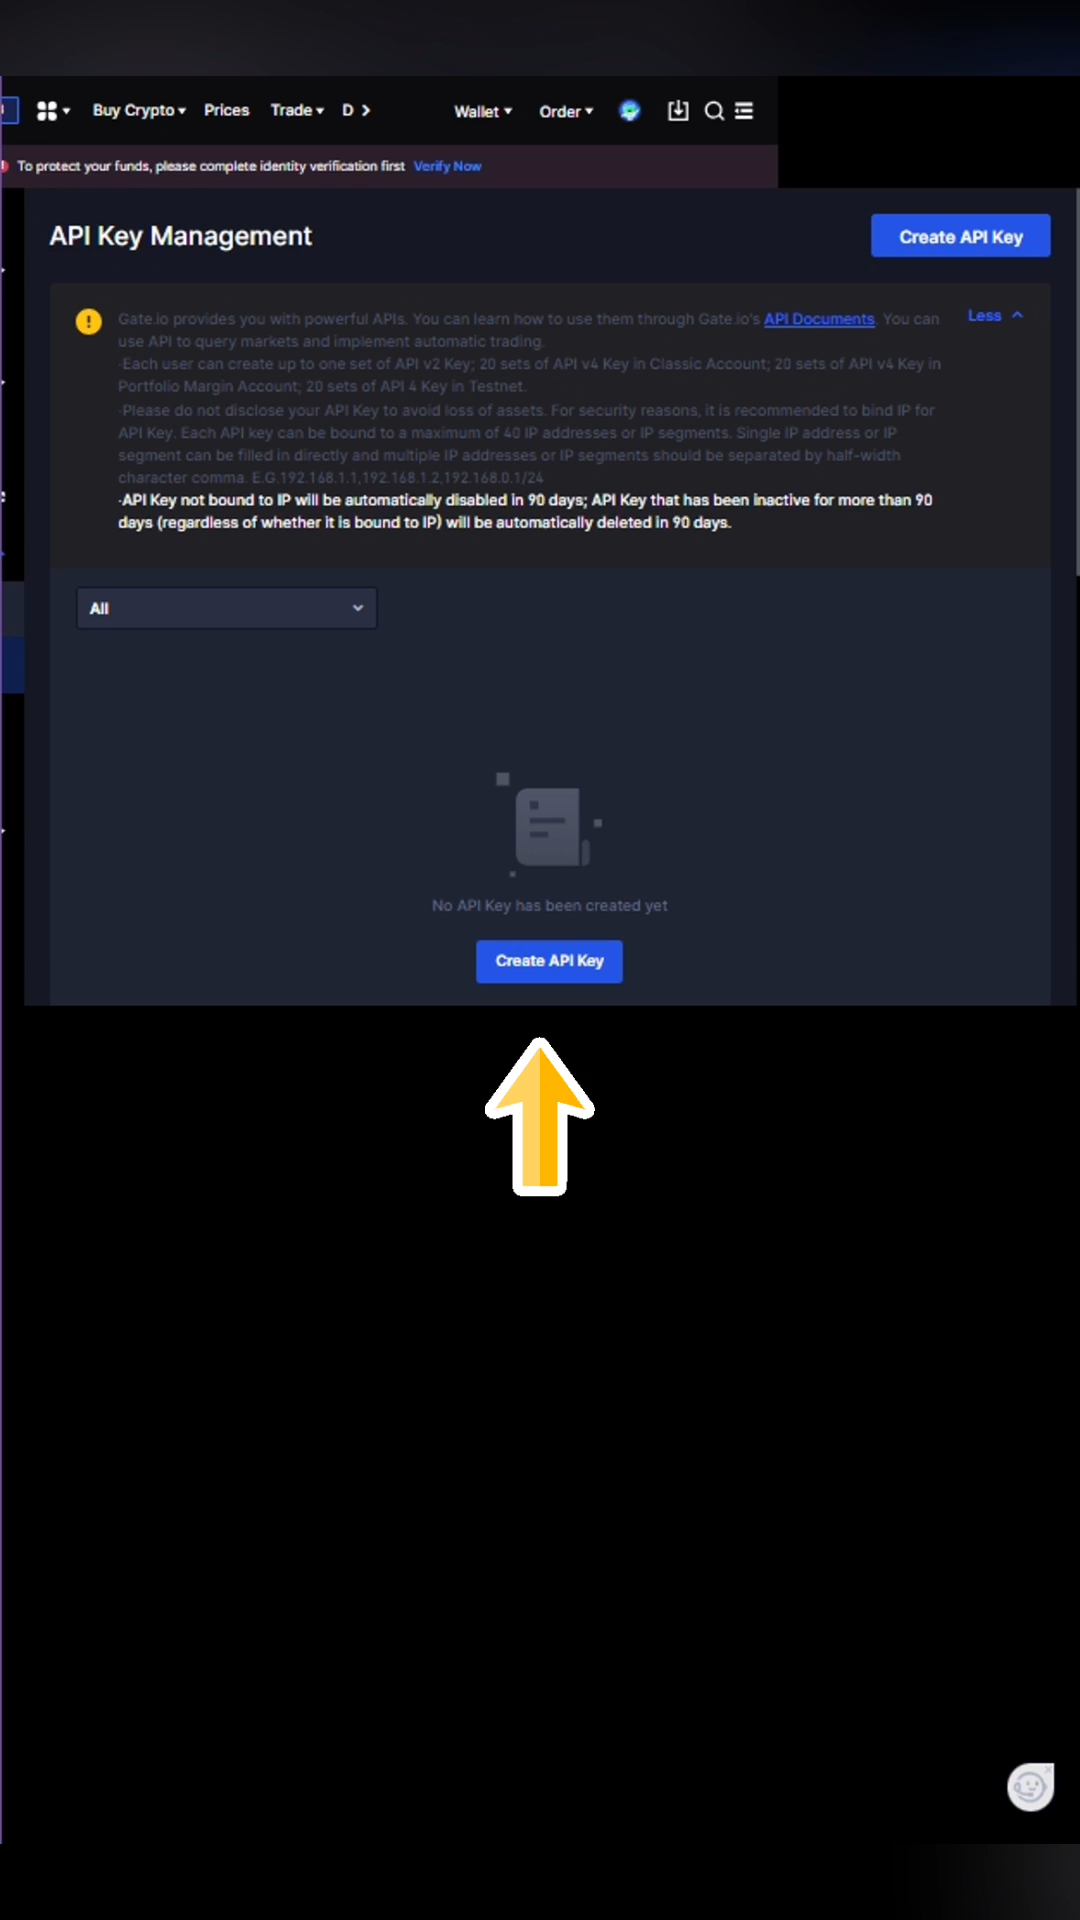 Buy Crypto Prices Trade D Wallet Order
To protect your funds, please complete identity verification first Verify Now
API Key Management
Create API Key
Gate.io provides you with powerful APIs. You can learn how to use them through Gate.io's API Documents. You can
Less
use API to query markets and implement automatic trading.
·Each user can create up to one set of API v2 Key; 20 sets of API v4 Key in Classic Account; 20 sets of API v4 Key in
Portfolio Margin Account; 20 sets of API 4 Key in Testnet.
·Please do not disclose your API Key to avoid loss of assets. For security reasons, it is recommended to bind IP for
API Key. Each API key can be bound to a maximum of 40 IP addresses or IP segments. Single IP address or IP
segment can be filled in directly and multiple IP addresses or IP segments should be separated by half-width
character comma. E.G.192.168.1.1,192.168.1.2,192.168.0.1/24
·API Key not bound to IP will be automatically disabled in 90 days; API Key that has been inactive for more than 90
days (regardless of whether it is bound to IP) will be automatically deleted in 90 days.
All
No API Key has been created yet
Create API Key